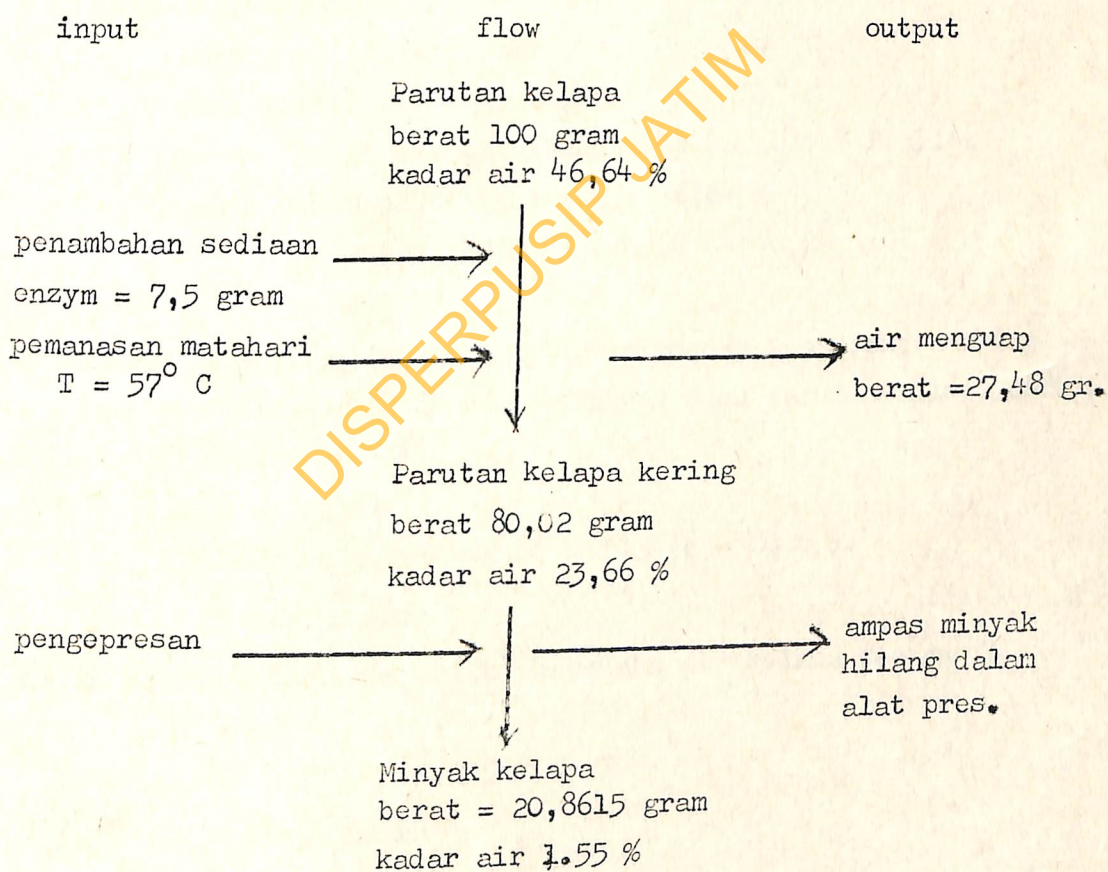 input flow output
Parutan kelapa
berat 100 gram
kadar air 46,64 %
penambahan sediaan
enzym = 7,5 gram
pemanasan matahari
T = 57° C
air menguap
berat =27,48 gr.
Parutan kelapa kering
berat 80,02 gram
kadar air 23,66 %
pengepresan
ampas minyak
hilang dalam
alat pres.
Minyak kelapa
berat = 20,8615 gram
kadar air 1.55 %
DISPERPUSIP JATIM